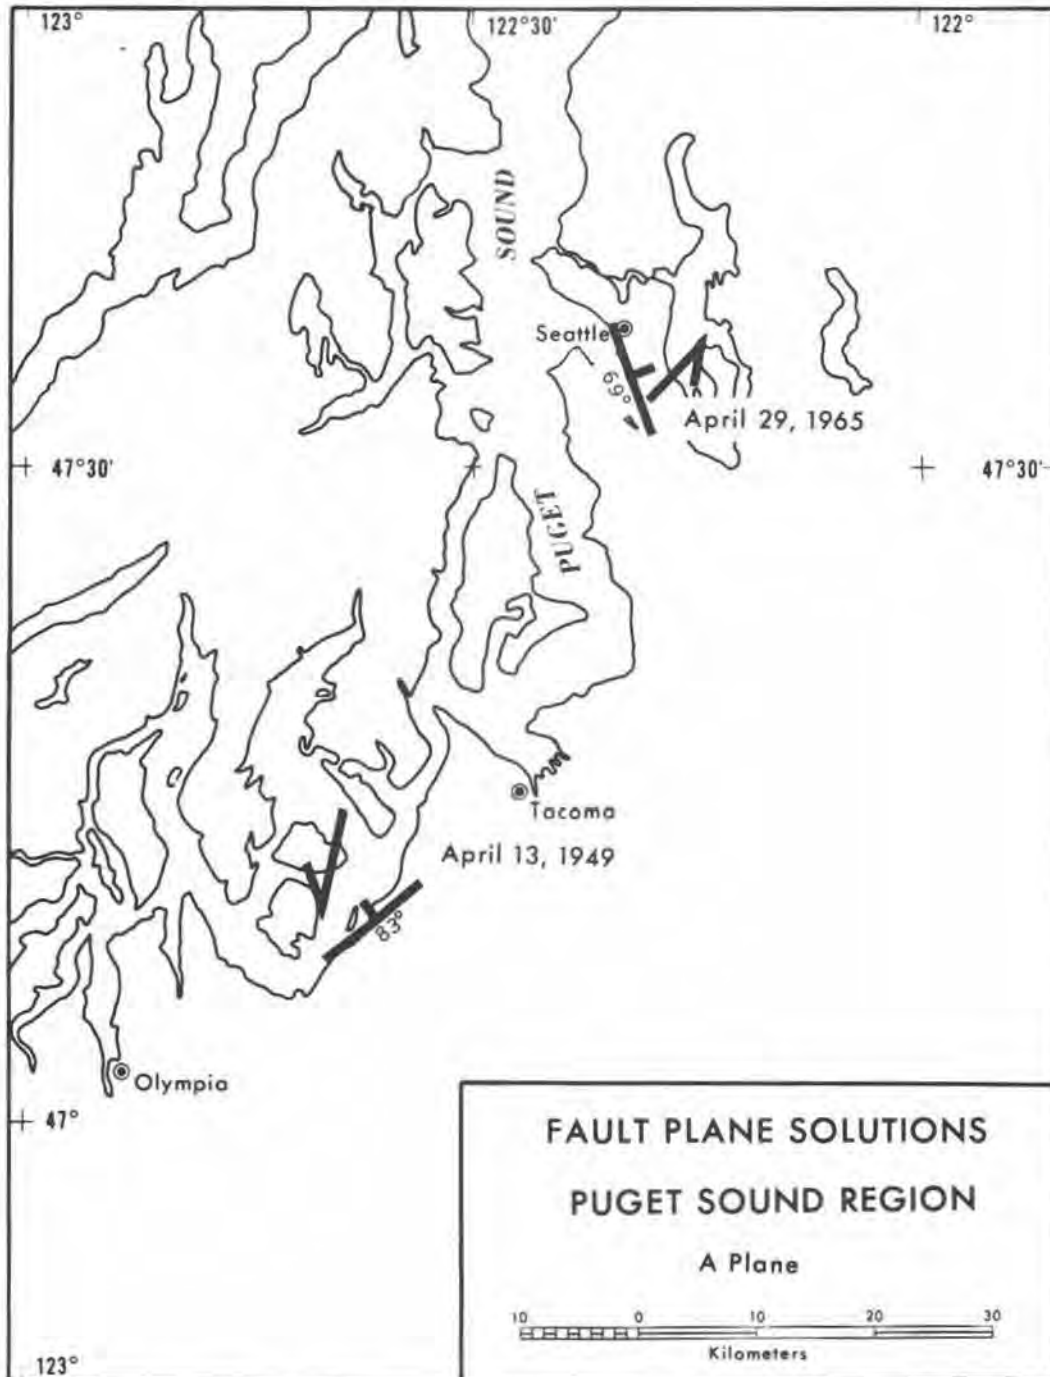 123°
122°30'
122°
SOUND
Seattle
69°
April 29, 1965
47°30'
47°30'
PUGET
Tacoma
April 13, 1949
83°
Olympia
47°
FAULT PLANE SOLUTIONS
PUGET SOUND REGION
A Plane
10 0 10 20 30
Kilometers
123°